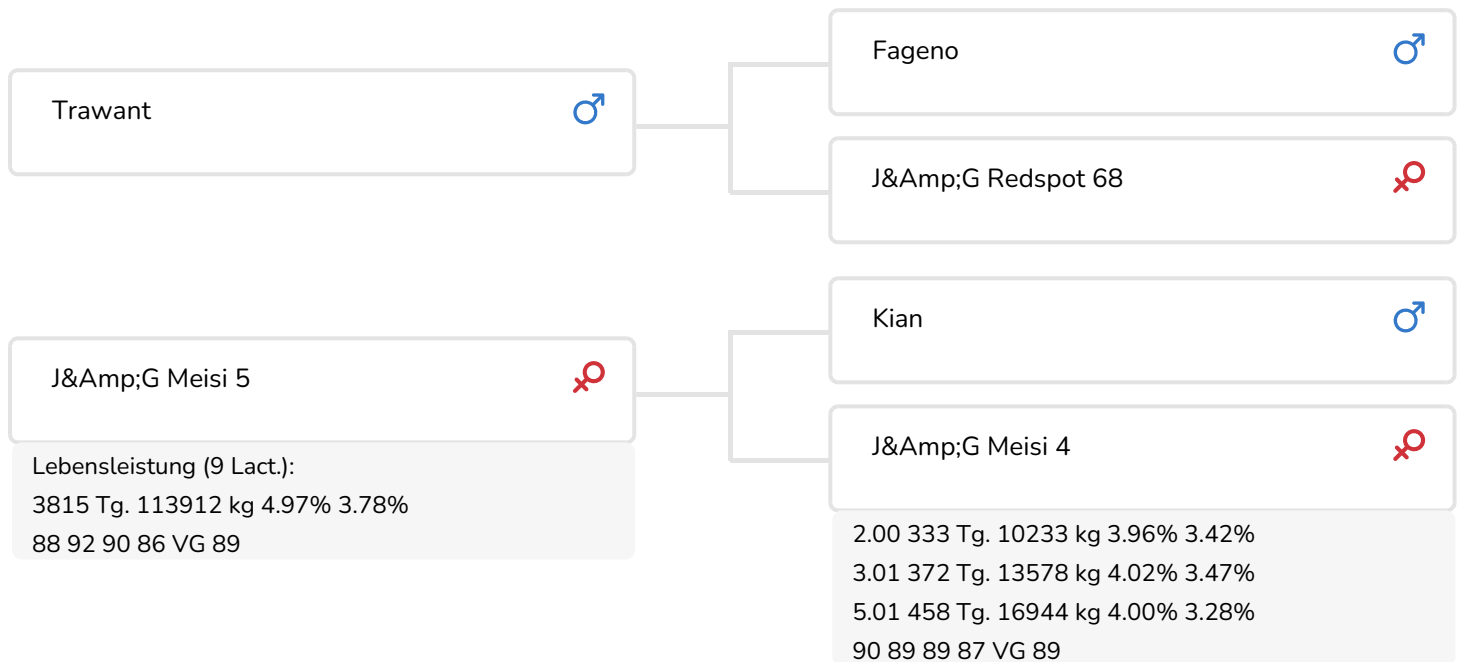 Trawant
Fageno
J&Amp;G Redspot 68
J&Amp;G Meisi 5
Lebensleistung (9 Lact.):
3815 Tg. 113912 kg 4.97% 3.78%
88 92 90 86 VG 89
Kian
J&Amp;G Meisi 4
2.00 333 Tg. 10233 kg 3.96% 3.42%
3.01 372 Tg. 13578 kg 4.02% 3.47%
5.01 458 Tg. 16944 kg 4.00% 3.28%
90 89 89 87 VG 89